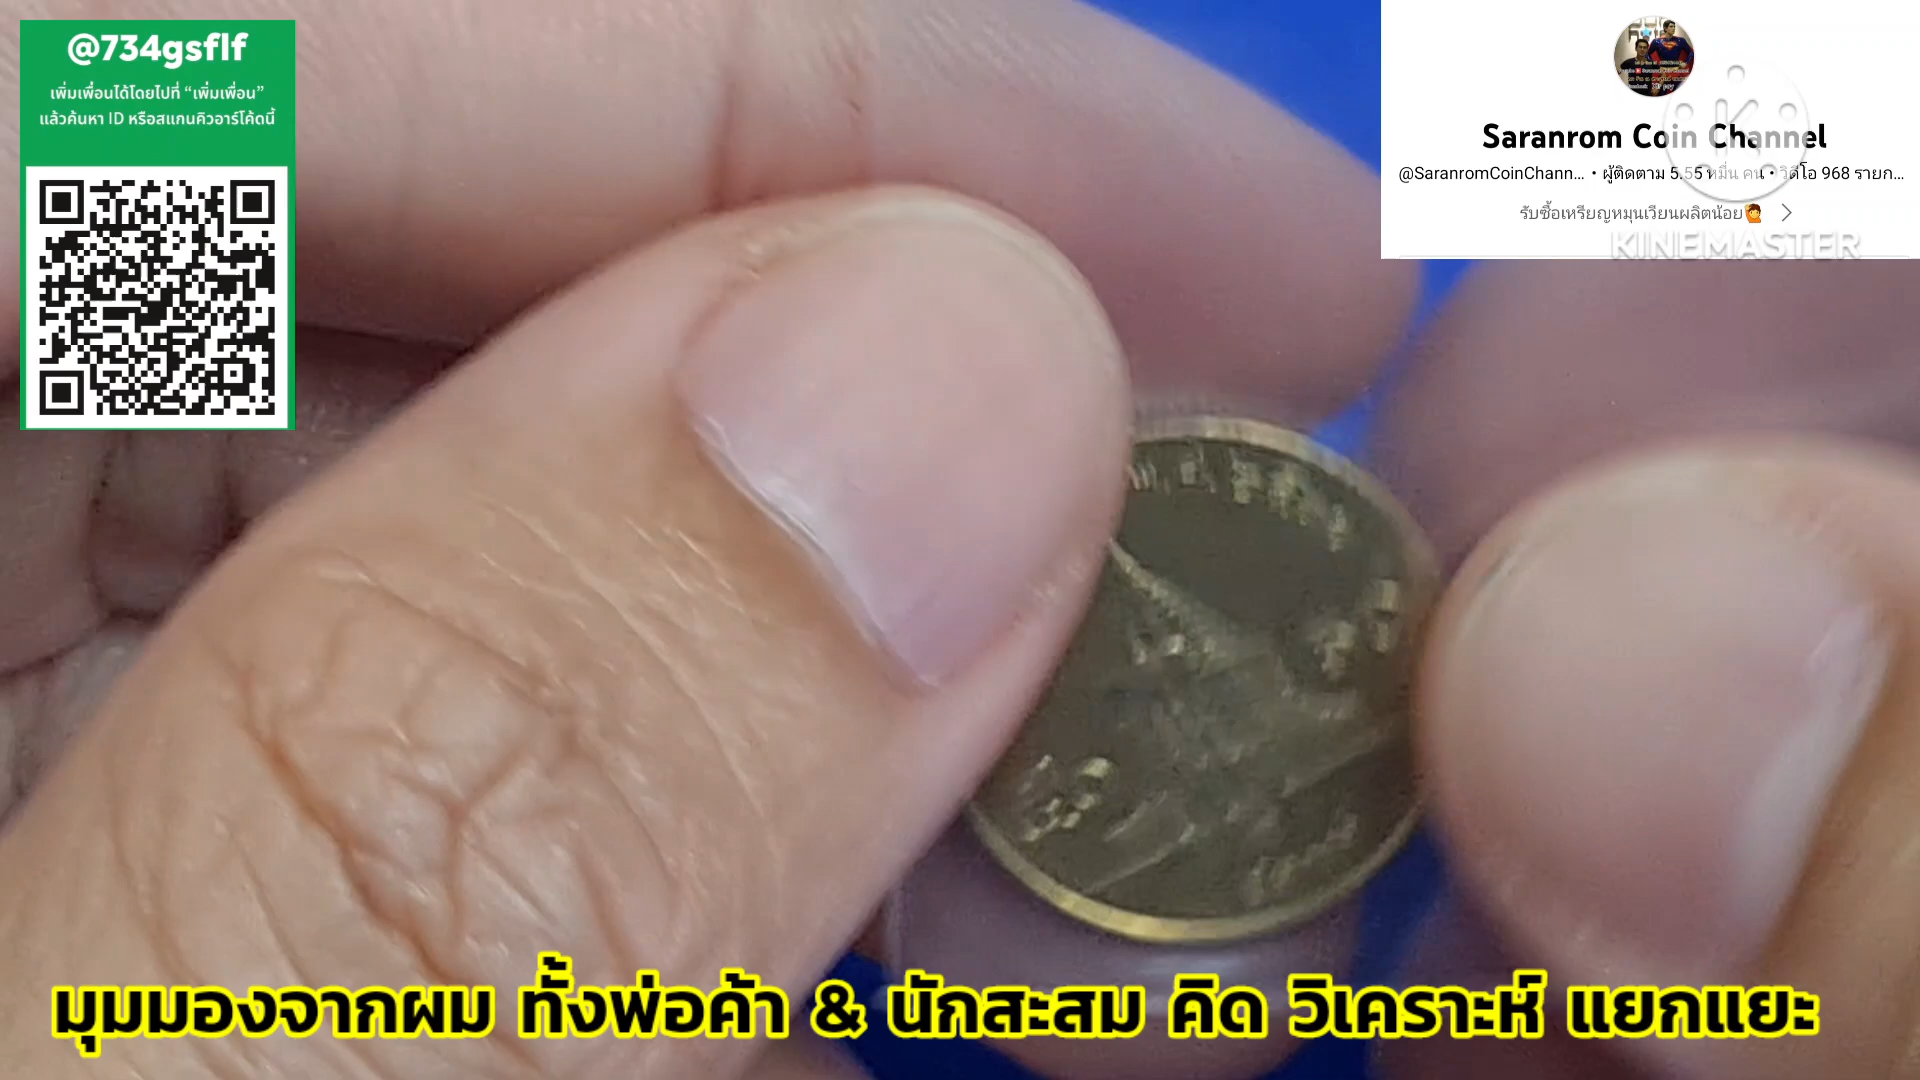 @734gsflf
เพิ่มเพื่อนได้โดยไปที่ “เพิ่มเพื่อน”
แล้วค้นหา ID หรือสแกนคิวอาร์โค้ดนี้
Saranrom Coin Channel
@SaranromCoinChann... • ผู้ติดตาม 5.55 หมื่น คน • วิดีโอ 968 รายก...
รับซื้อเหรียญหมุนเวียนผลิตน้อย🙋 >
KINEMASTER
มุมมองจากผม ทั้งพ่อค้า & นักสะสม คิด วิเคราะห์ แยกแยะ